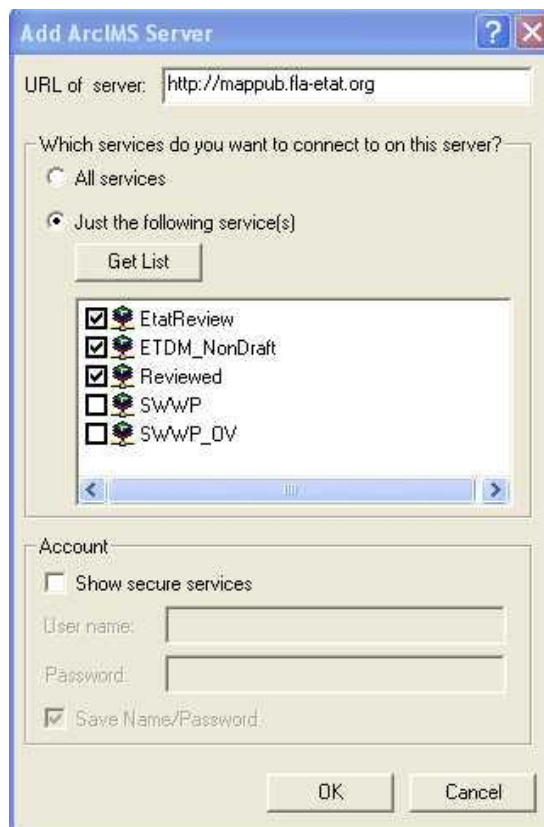 Add ArcIMS Server
URL of server: http://mappub.fla-etat.org
Which services do you want to connect to on this server?
All services
Just the following service(s)
Get List
EtatReview
ETDM_NonDraft
Reviewed
SWWP
SWWP_OV
Account
Show secure services
User name:
Password:
Save Name/Password
OK Cancel